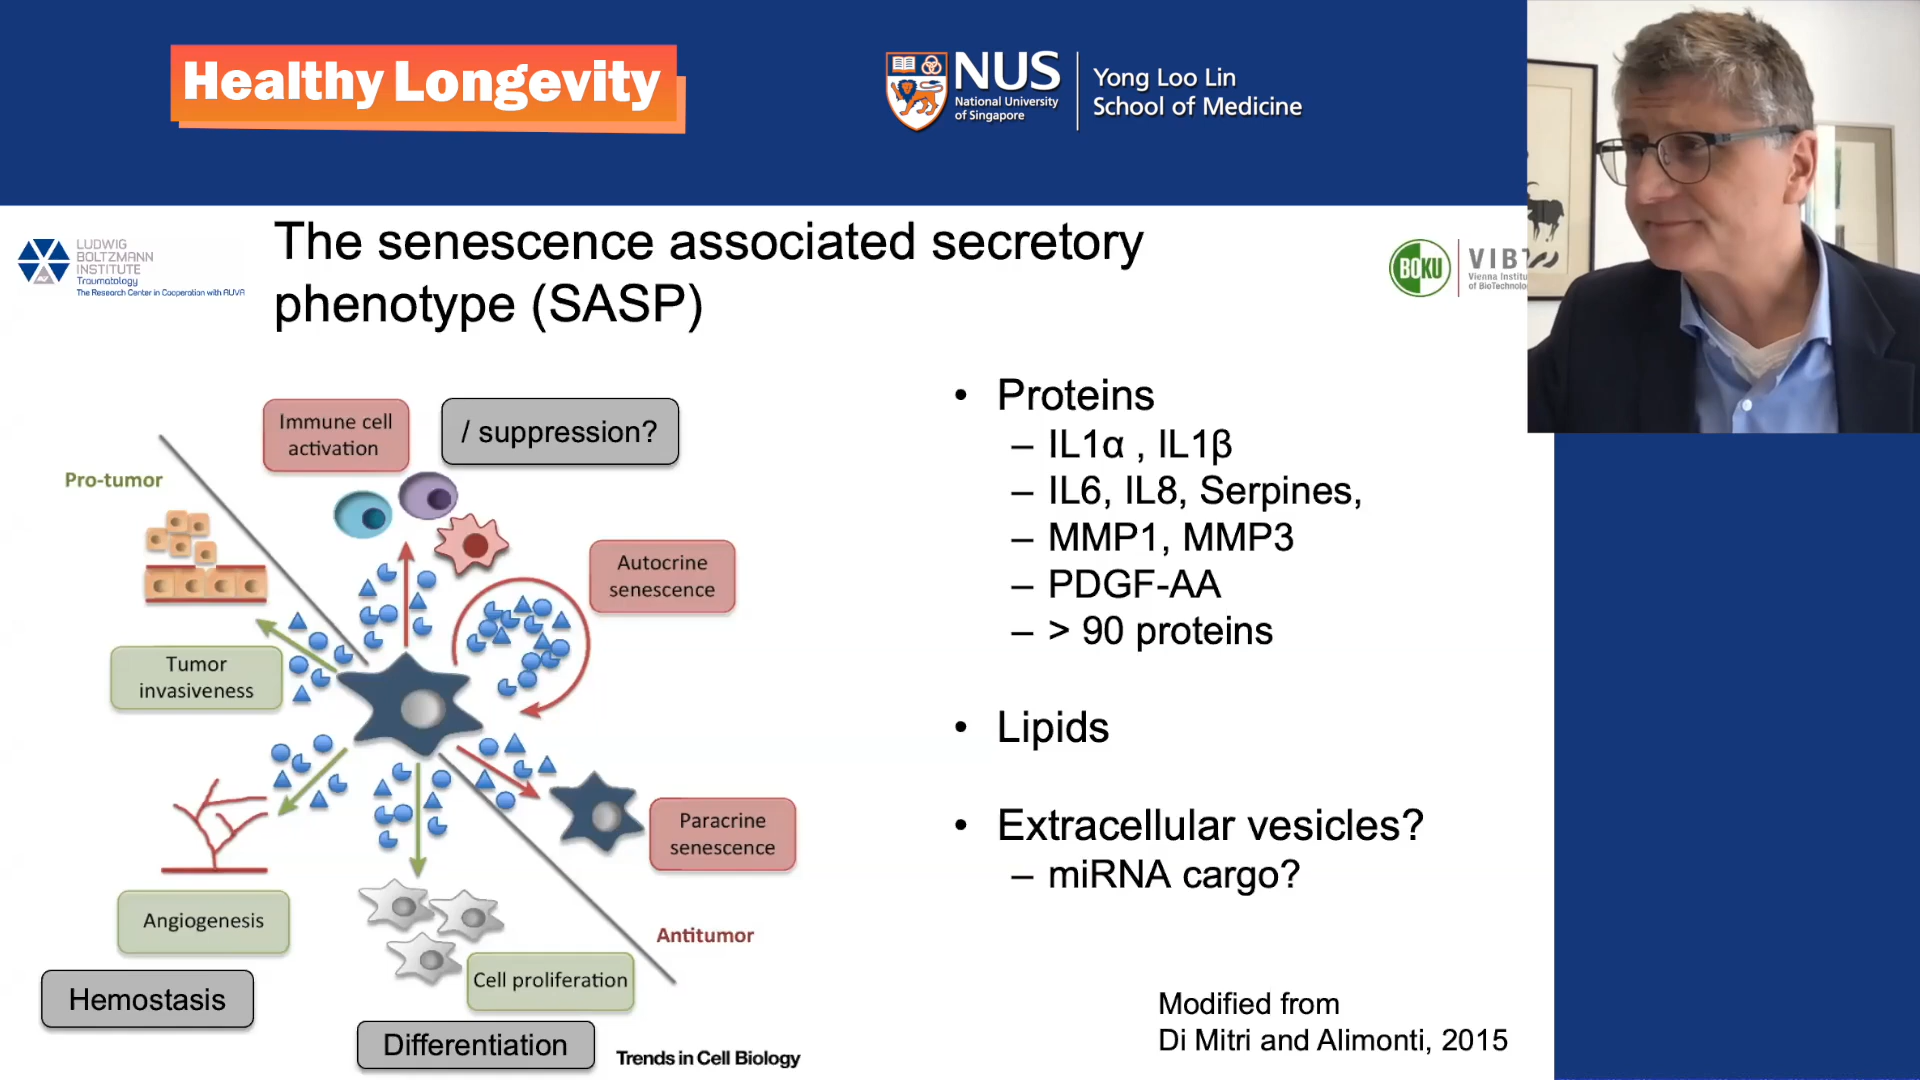 Healthy Longevity
NUS
National University
of Singapore
Yong Loo Lin
School of Medicine
LUDWIG
BOLTZMANN
INSTITUTE
Traumatology
The Research Center in Cooperation with AUVA
The senescence associated secretory
phenotype (SASP)
BOKU
VIBT
Vienna Institu
of BioTechnolo
Immune cell
activation
/ suppression?
Pro-tumor
Autocrine
senescence
Tumor
invasiveness
Paracrine
senescence
Angiogenesis
Antitumor
Cell proliferation
Hemostasis
Differentiation
Trends in Cell Biology
• Proteins
– IL1α , IL1β
– IL6, IL8, Serpines,
– MMP1, MMP3
– PDGF-AA
– > 90 proteins
• Lipids
• Extracellular vesicles?
– miRNA cargo?
Modified from
Di Mitri and Alimonti, 2015